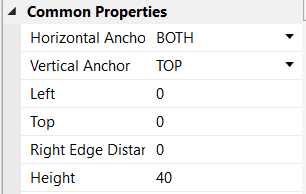 Common Properties
Horizontal Ancho BOTH
Vertical Anchor TOP
Left 0
Top 0
Right Edge Distar 0
Height 40